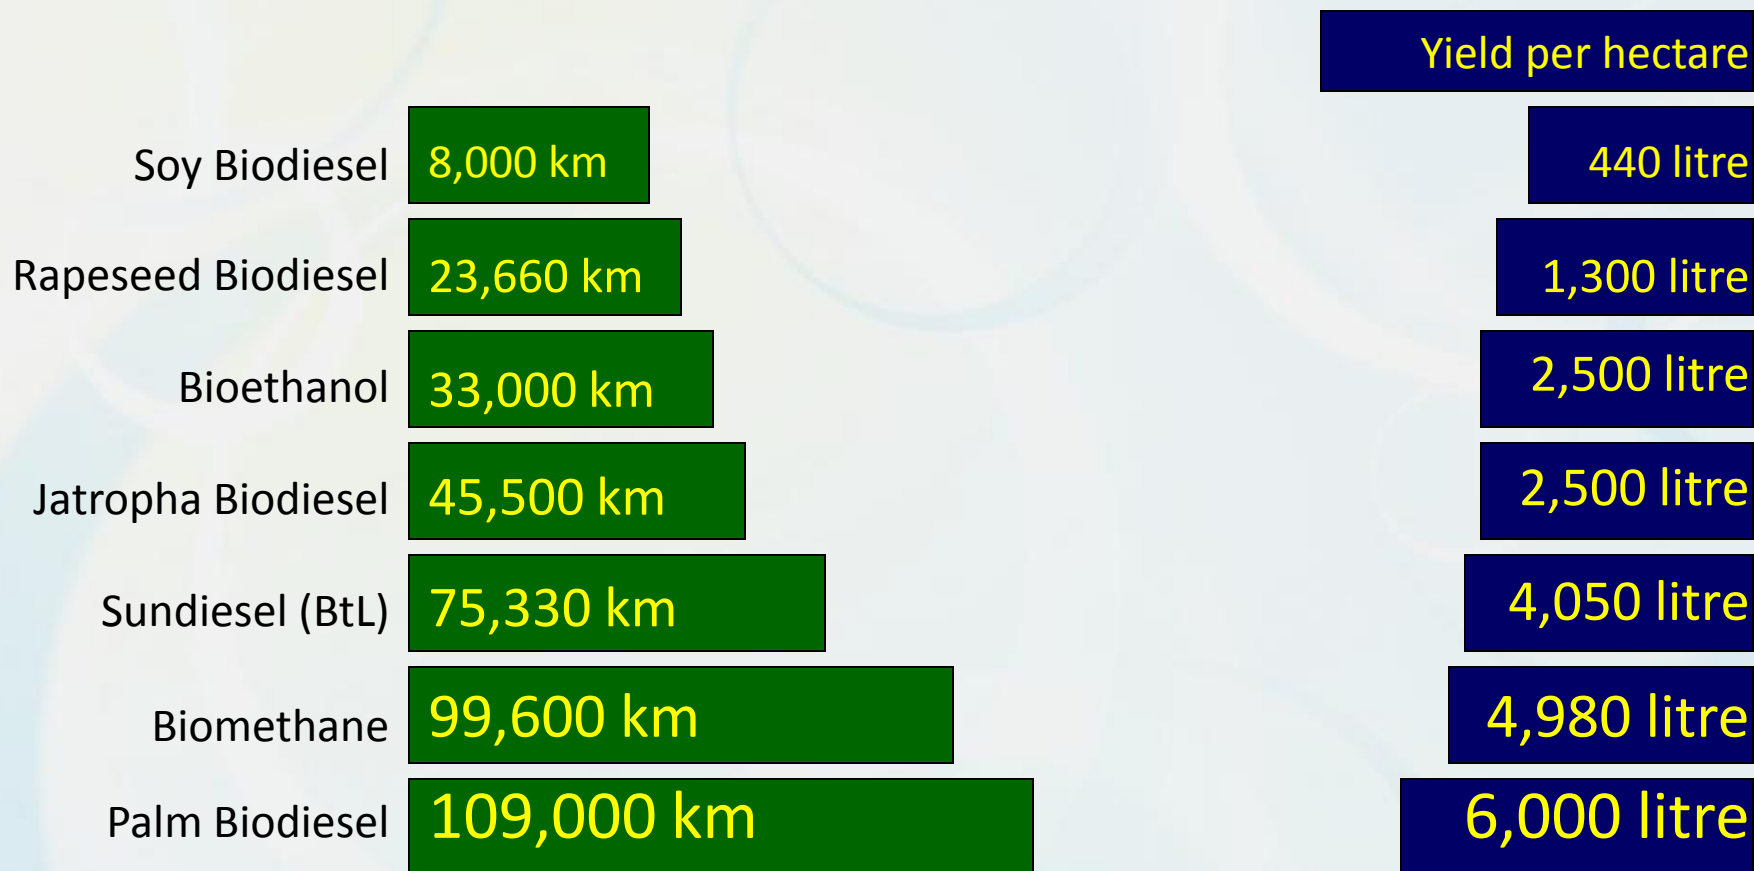 Yield per hectare
Soy Biodiesel 8,000 km 440 litre
Rapeseed Biodiesel 23,660 km 1,300 litre
Bioethanol 33,000 km 2,500 litre
Jatropha Biodiesel 45,500 km 2,500 litre
Sundiesel (BtL) 75,330 km 4,050 litre
Biomethane 99,600 km 4,980 litre
Palm Biodiesel 109,000 km 6,000 litre